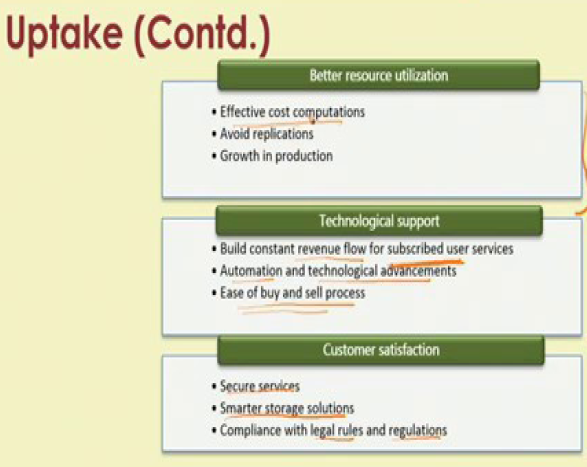 Uptake (Contd.)
Better resource utilization
• Effective cost computations
• Avoid replications
• Growth in production
Technological support
• Build constant revenue flow for subscribed user services
• Automation and technological advancements
• Ease of buy and sell process
Customer satisfaction
• Secure services
• Smarter storage solutions
• Compliance with legal rules and regulations